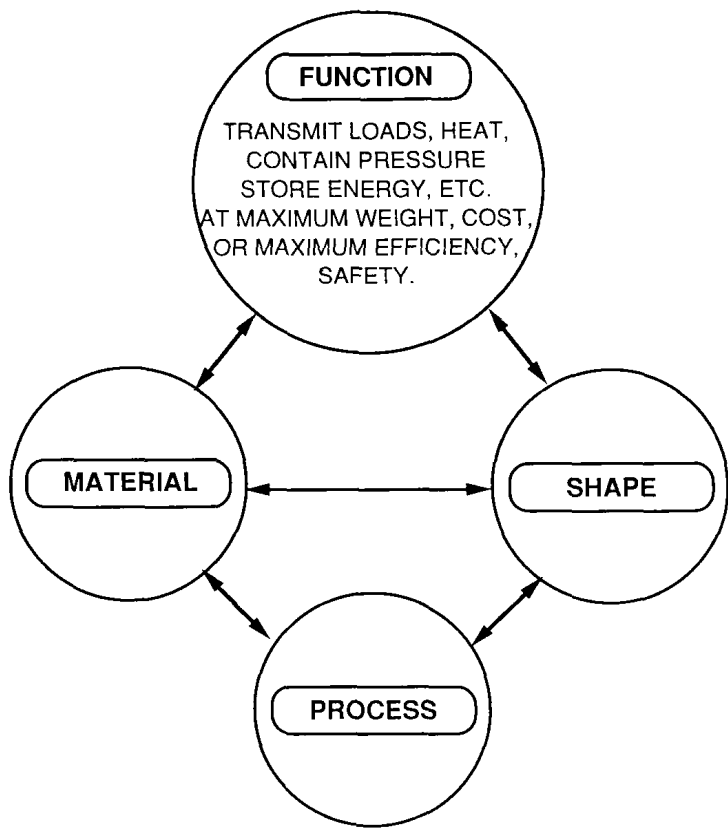 FUNCTION
TRANSMIT LOADS, HEAT,
CONTAIN PRESSURE
STORE ENERGY, ETC.
AT MAXIMUM WEIGHT, COST,
OR MAXIMUM EFFICIENCY,
SAFETY.
MATERIAL
SHAPE
PROCESS